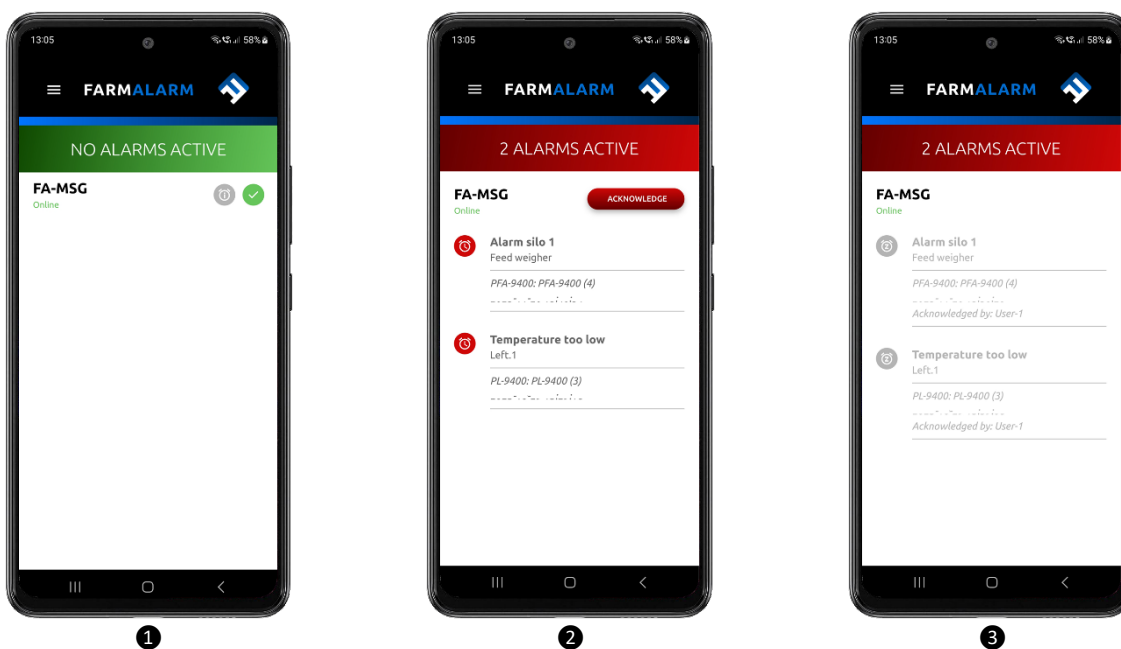 13:05
58%
FARMALARM
NO ALARMS ACTIVE
FA-MSG
Online
1
13:05
58%
FARMALARM
2 ALARMS ACTIVE
FA-MSG
Online
ACKNOWLEDGE
Alarm silo 1
Feed weigher
PFA-9400: PFA-9400 (4)
Temperature too low
Left.1
PL-9400: PL-9400 (3)
2
13:05
58%
FARMALARM
2 ALARMS ACTIVE
FA-MSG
Online
2
Alarm silo 1
Feed weigher
PFA-9400: PFA-9400 (4)
Acknowledged by: User-1
2
Temperature too low
Left.1
PL-9400: PL-9400 (3)
Acknowledged by: User-1
3